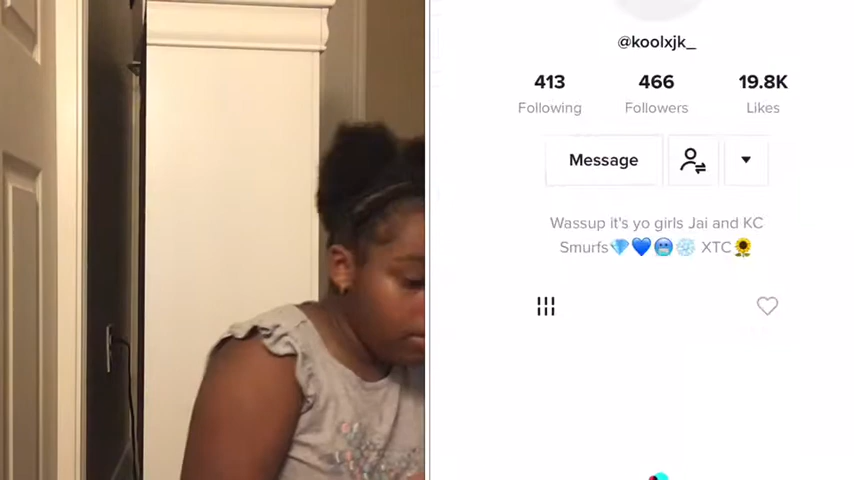 @koolxjk_
413 466 19.8K
Following Followers Likes
Message
Wassup it's yo girls Jai and KC
Smurfs💎💙🥶❄️ XTC🌻